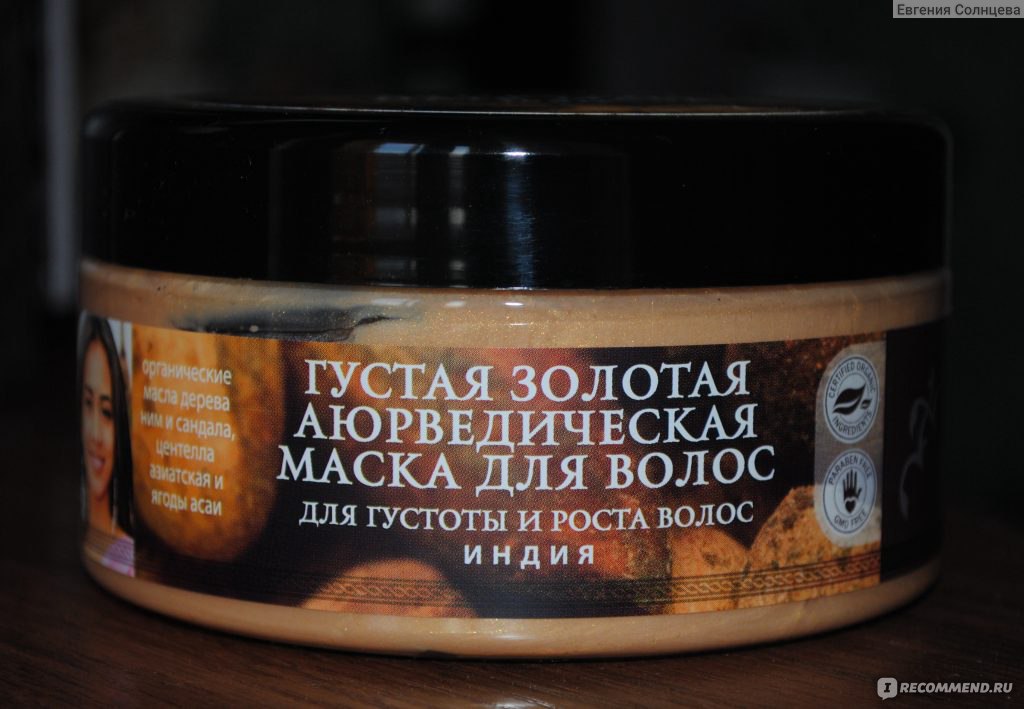 Евгения Солнцева
органические
масла дерева
ним и сандала,
центелла
азиатская и
ягоды асаи
ГУСТАЯ ЗОЛОТАЯ
АЮРВЕДИЧЕСКАЯ
МАСКА ДЛЯ ВОЛОС
ДЛЯ ГУСТОТЫ И РОСТА ВОЛОС
ИНДИЯ
CERTIFIED ORGANIC
INGREDIENTS
PARABEN FREE
GMO FREE
IRECOMMEND.RU